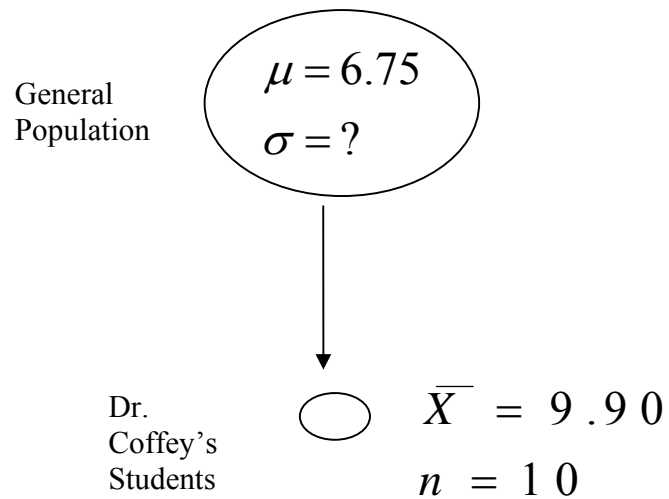 General
Population
μ = 6.75
σ = ?
Dr.
Coffey's
Students
X̄ = 9.90
n = 10